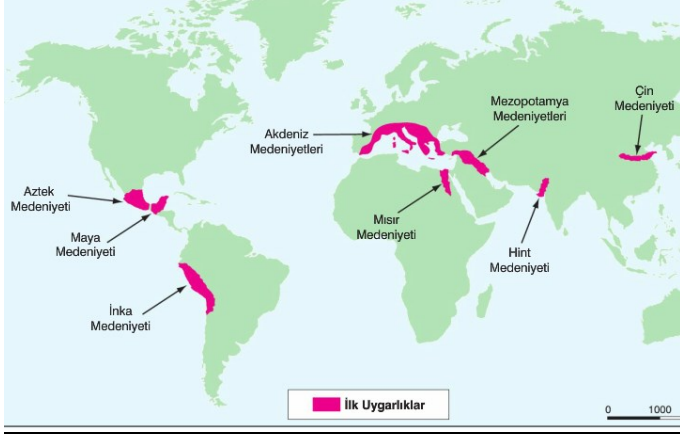 Çin
Medeniyeti
Mezopotamya
Medeniyetleri
Akdeniz
Medeniyetleri
Aztek
Medeniyeti
Maya
Medeniyeti
Mısır
Medeniyeti
Hint
Medeniyeti
İnka
Medeniyeti
İlk Uygarlıklar
0 1000